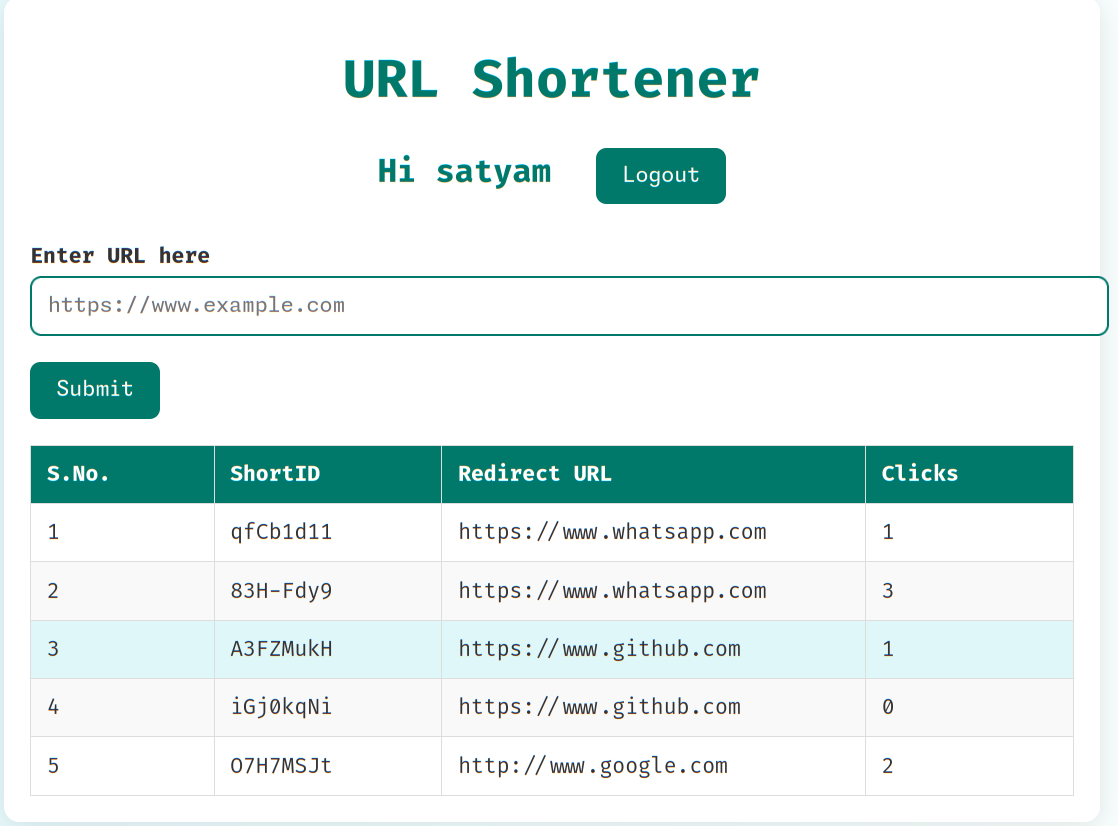 URL Shortener
Hi satyam Logout
Enter URL here
https://www.example.com
Submit
S.No. ShortID Redirect URL Clicks
1 qfCb1d11 https://www.whatsapp.com 1
2 83H-Fdy9 https://www.whatsapp.com 3
3 A3FZMukH https://www.github.com 1
4 iGj0kqNi https://www.github.com 0
5 O7H7MSJt http://www.google.com 2